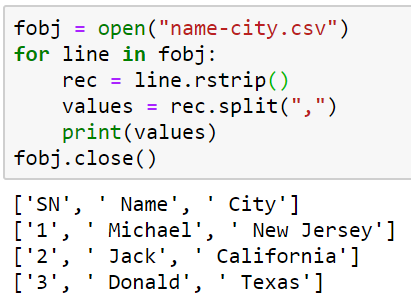 fobj = open("name-city.csv")
for line in fobj:
    rec = line.rstrip()
    values = rec.split(",")
    print(values)
fobj.close()
['SN', ' Name', ' City']
['1', ' Michael', ' New Jersey']
['2', ' Jack', ' California']
['3', ' Donald', ' Texas']